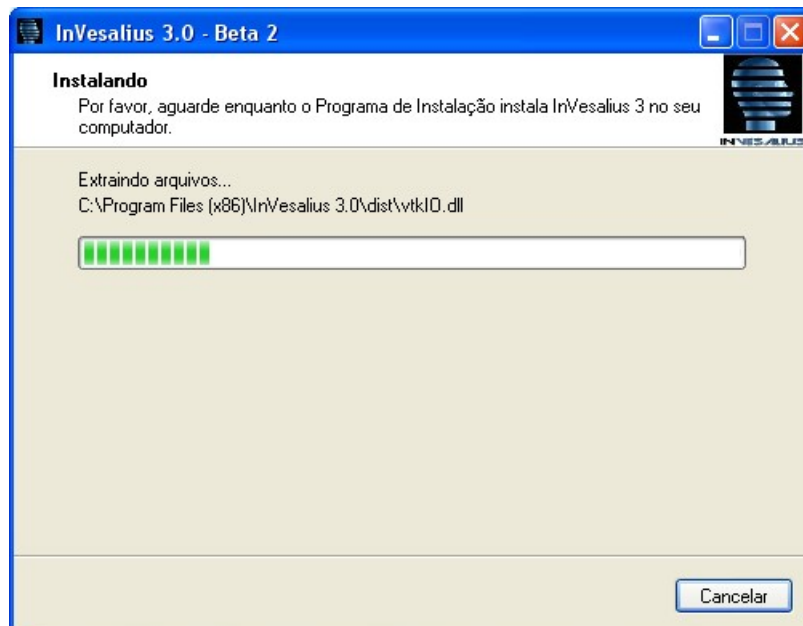 InVesalius 3.0 - Beta 2
Instalando
Por favor, aguarde enquanto o Programa de Instalação instala InVesalius 3 no seu
computador.
INVESALIUS
Extraindo arquivos...
C:\Program Files (x86)\InVesalius 3.0\dist\vtkIO.dll
Cancelar